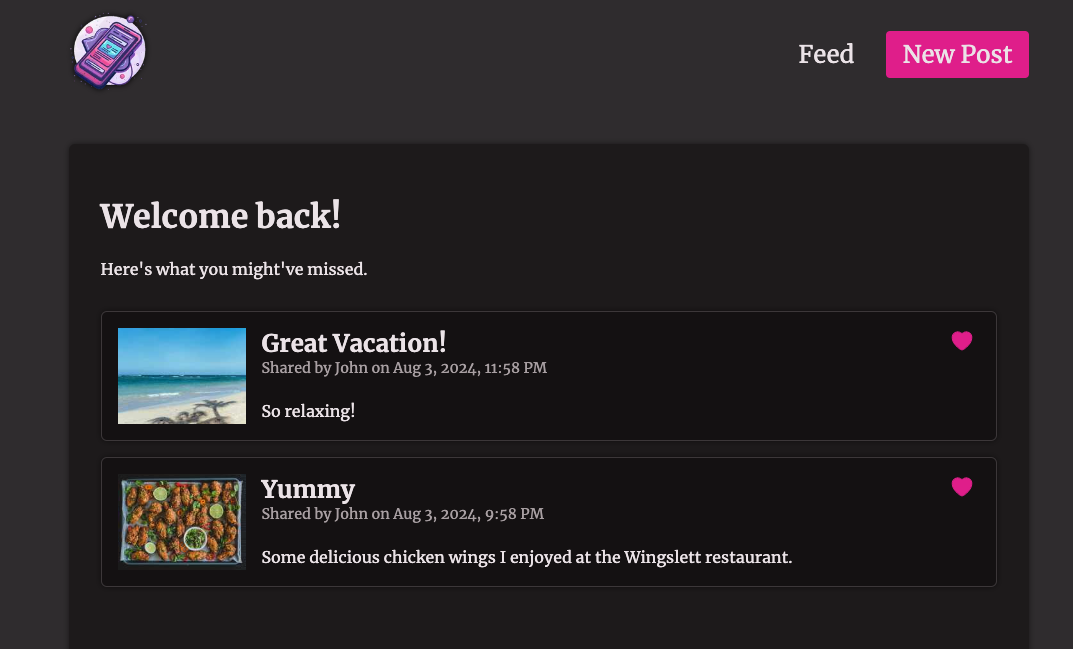 Feed
New Post
Welcome back!
Here's what you might've missed.
Great Vacation!
Shared by John on Aug 3, 2024, 11:58 PM
So relaxing!
Yummy
Shared by John on Aug 3, 2024, 9:58 PM
Some delicious chicken wings I enjoyed at the Wingslett restaurant.